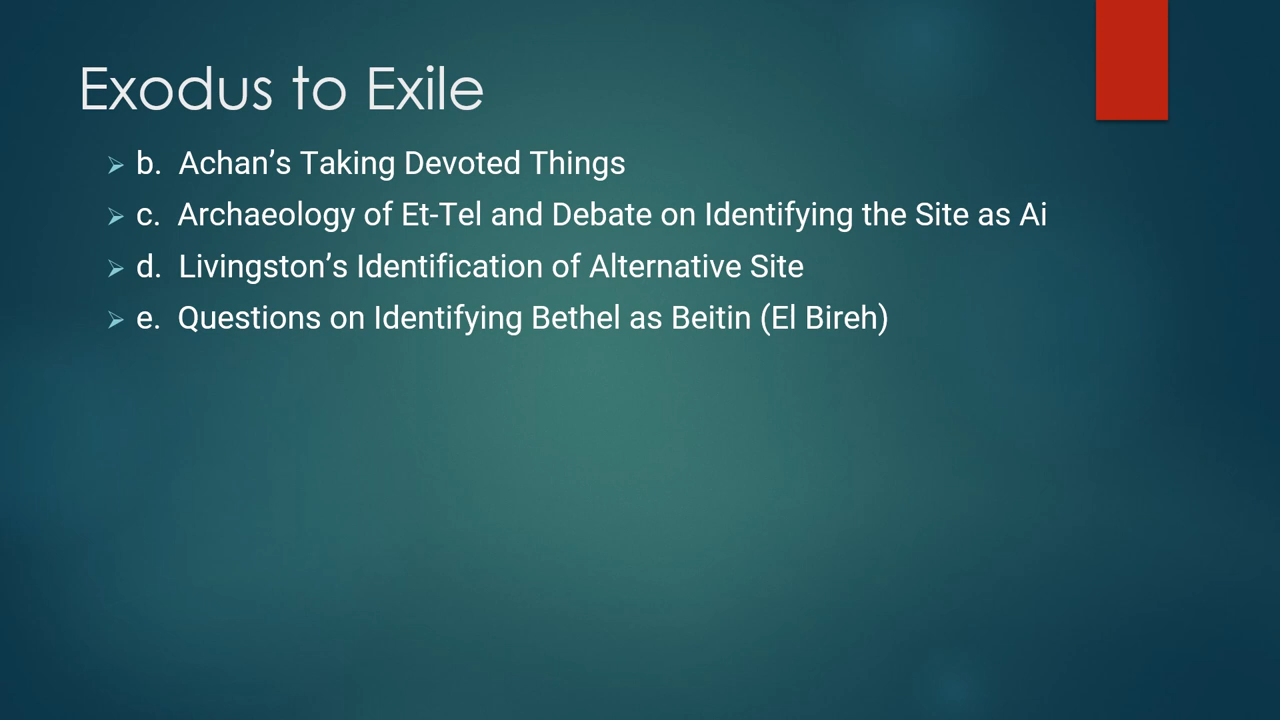 Exodus to Exile
b. Achan’s Taking Devoted Things
c. Archaeology of Et-Tel and Debate on Identifying the Site as Ai
d. Livingston’s Identification of Alternative Site
e. Questions on Identifying Bethel as Beitin (El Bireh)